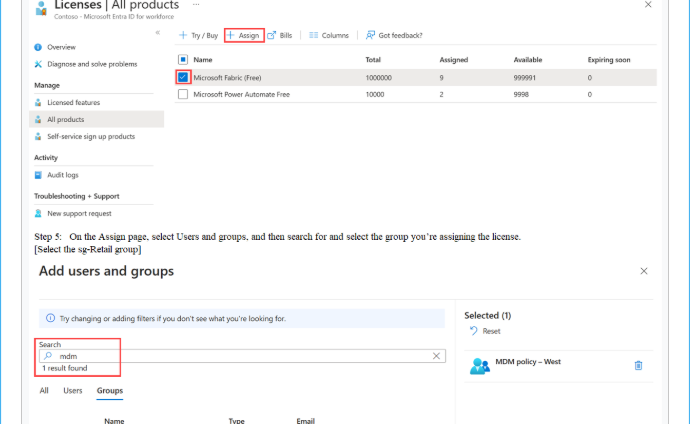 Licenses | All products ...
Contoso - Microsoft Entra ID for workforce
Overview
Diagnose and solve problems
Manage
Licensed features
All products
Self-service sign up products
Activity
Audit logs
Troubleshooting + Support
New support request
Try / Buy Assign Bills Columns Got feedback?
Name Total Assigned Available Expiring soon
Microsoft Fabric (Free) 1000000 9 999991 0
Microsoft Power Automate Free 10000 2 9998 0
Step 5: On the Assign page, select Users and groups, and then search for and select the group you're assigning the license.
[Select the sg-Retail group]
Add users and groups
Try changing or adding filters if you don't see what you're looking for.
Search
mdm
1 result found
All Users Groups
Name Type Email
Selected (1)
Reset
MDM policy – West